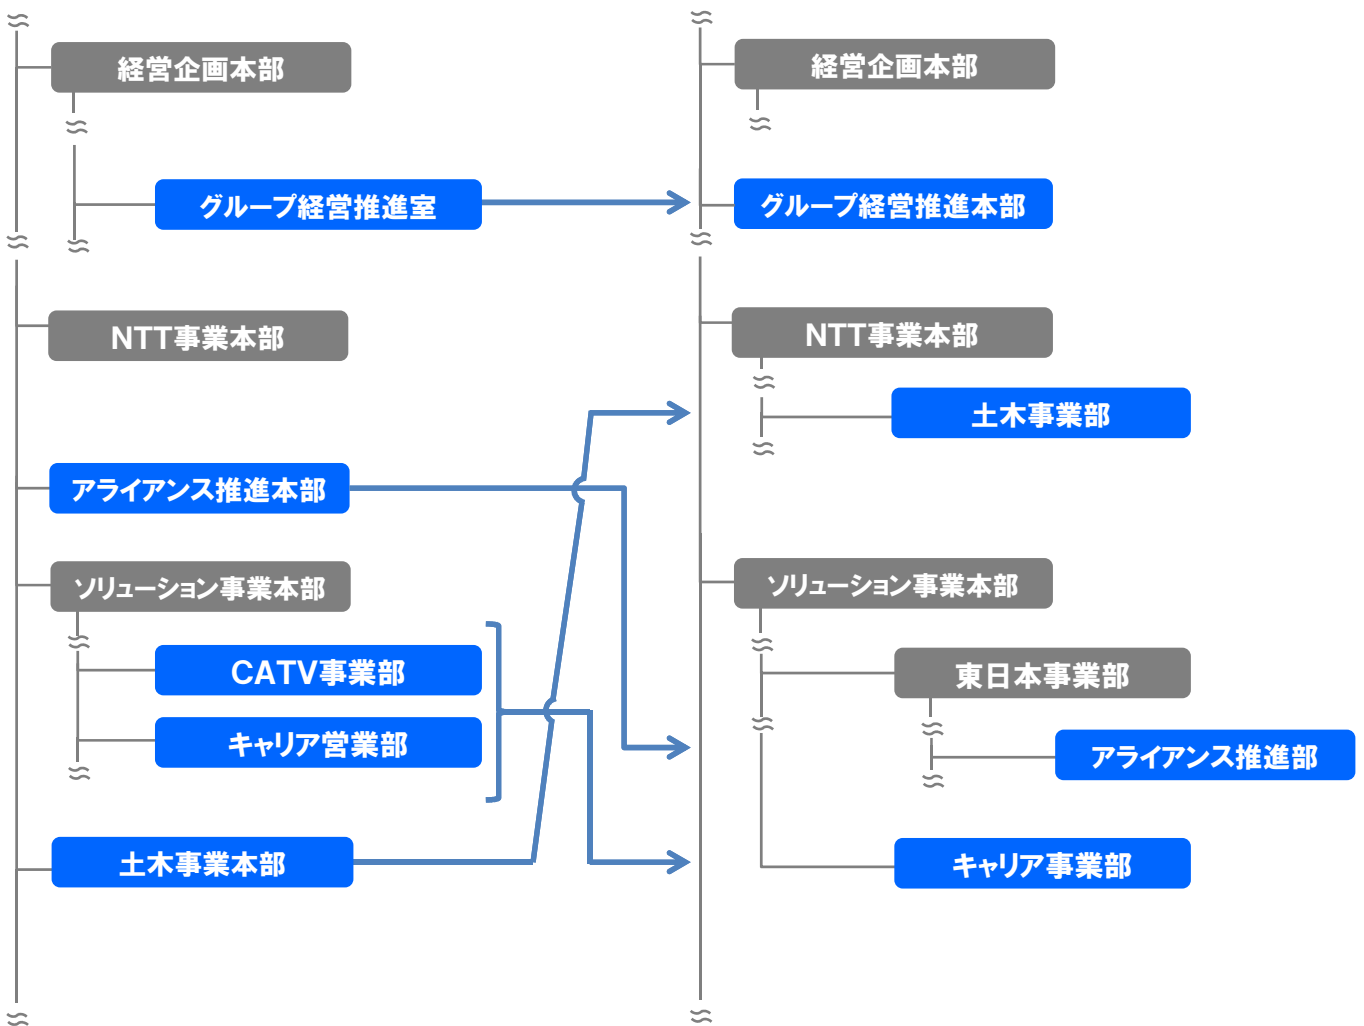 経営企画本部
グループ経営推進室
NTT事業本部
アライアンス推進本部
ソリューション事業本部
CATV事業部
キャリア営業部
土木事業本部
経営企画本部
グループ経営推進本部
NTT事業本部
土木事業部
ソリューション事業本部
東日本事業部
アライアンス推進部
キャリア事業部